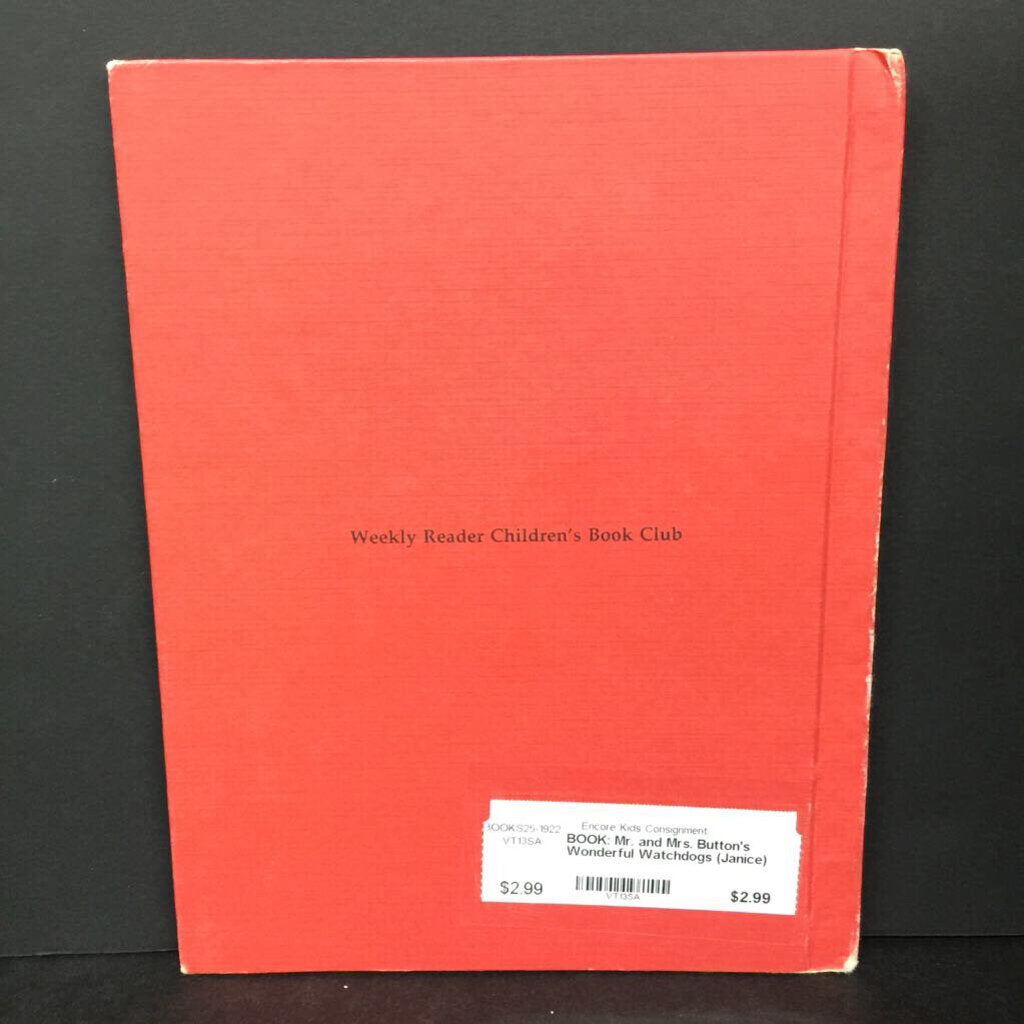 Weekly Reader Children's Book Club
BOOKS25-1922
VT13SA
Encore Kids Consignment
BOOK: Mr. and Mrs. Button's
Wonderful Watchdogs (Janice)
$2.99
VT13SA
$2.99